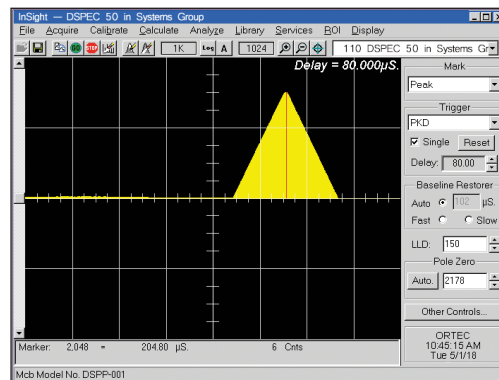 InSight - DSPEC 50 in Systems Group
File Acquire Calibrate Calculate Analyze Library Services ROI Display
GO STOP 1K Log A 1024 110 DSPEC 50 in Systems Gr
Delay = 80.000µS.
Mark
Peak
Trigger
PKD
Single Reset
Delay: 80.00
Baseline Restorer
Auto 102 µS.
Fast Slow
LLD: 150
Pole Zero
Auto. 2178
Other Controls...
ORTEC
10:45:15 AM
Tue 5/1/18
Marker: 2,048 = 204.80 µS. 6 Cnts
Mcb Model No. DSPP-001